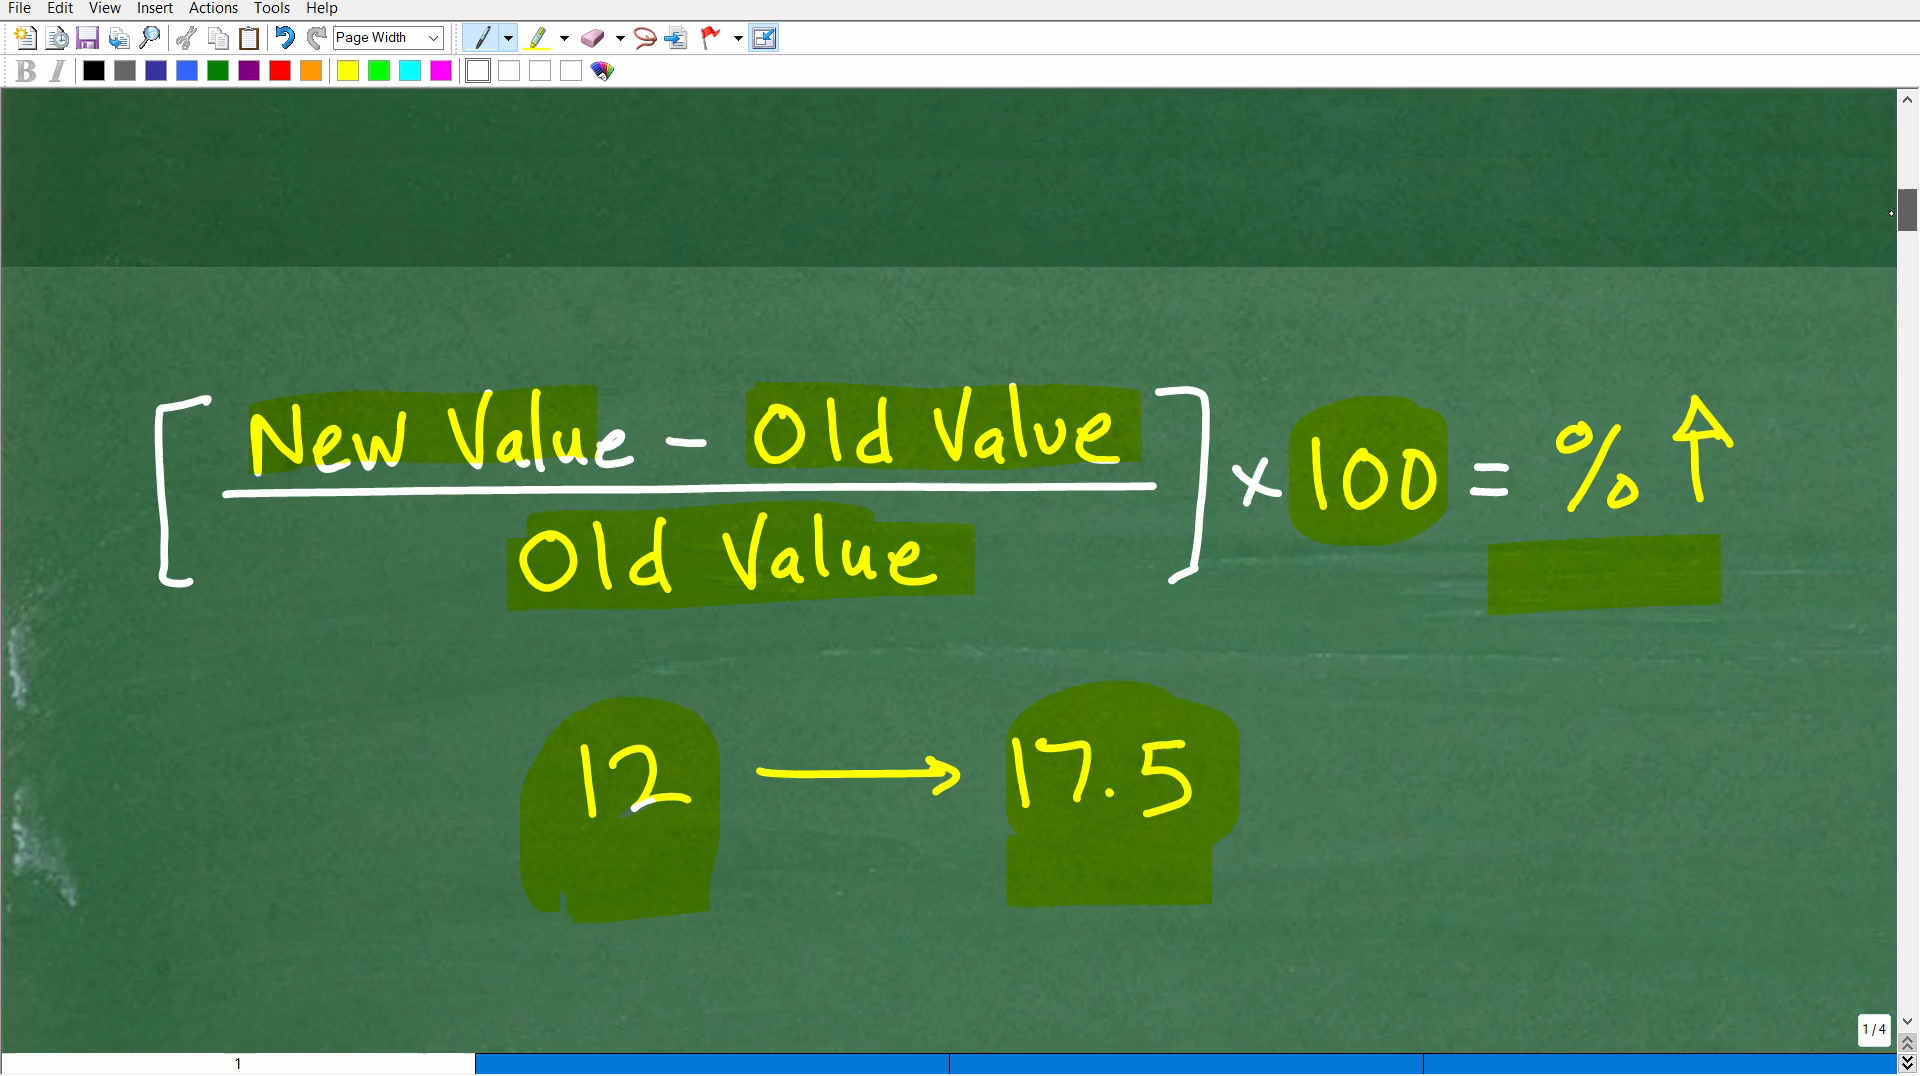 File Edit View Insert Actions Tools Help
Page Width
B I
[ New Value - Old Value / Old Value ] x 100 = % ↑
12 → 17.5
1 / 4
1